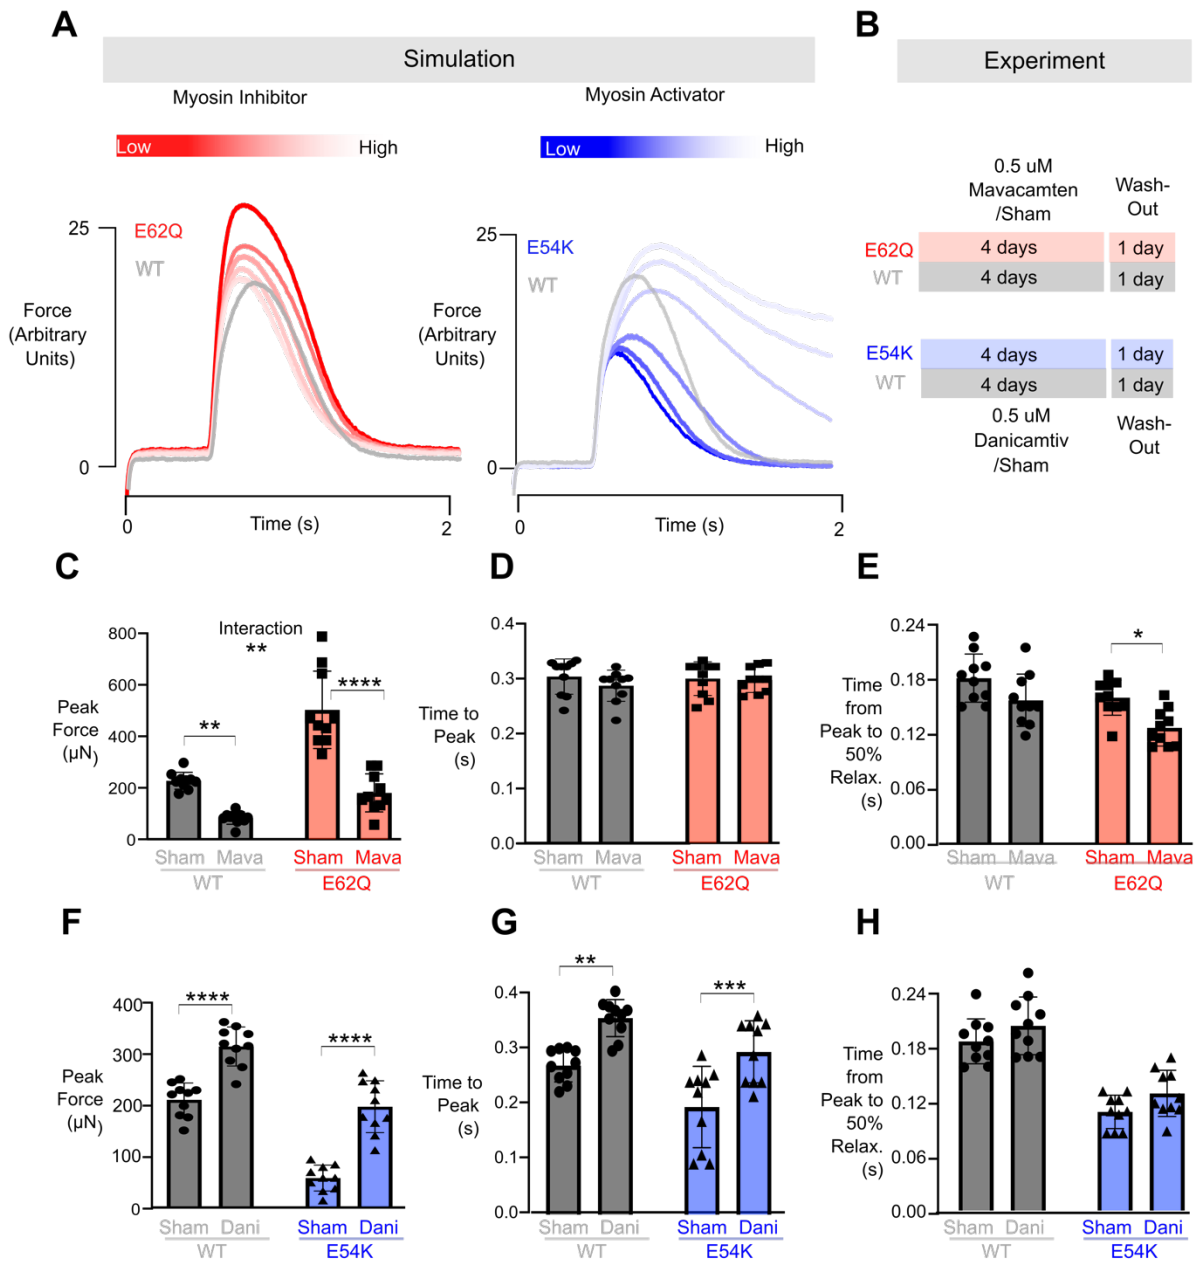 A
B
Simulation
Experiment
Myosin Inhibitor
Myosin Activator
Low
High
Low
High
25
E62Q
WT
Force
(Arbitrary
Units)
0
0
Time (s)
2
25
E54K
WT
Force
(Arbitrary
Units)
0
0
Time (s)
2
0.5 uM
Mavacamten
/Sham
Wash-
Out
E62Q
4 days
1 day
WT
4 days
1 day
E54K
4 days
1 day
WT
4 days
1 day
0.5 uM
Danicamtiv
/Sham
Wash-
Out
C
800
600
400
200
0
Peak
Force
(µN)
Interaction
**
**
****
Sham Mava
WT
Sham Mava
E62Q
D
0.4
0.3
0.2
0.1
0.0
Time to
Peak
(s)
Sham Mava
WT
Sham Mava
E62Q
E
0.24
0.18
0.12
0.06
0.00
Time
from
Peak to
50%
Relax.
(s)
*
Sham Mava
WT
Sham Mava
E62Q
F
400
300
200
100
0
Peak
Force
(µN)
****
****
Sham Dani
WT
Sham Dani
E54K
G
0.4
0.3
0.2
0.1
0.0
Time to
Peak
(s)
**
***
Sham Dani
WT
Sham Dani
E54K
H
0.24
0.18
0.12
0.06
0.00
Time
from
Peak to
50%
Relax.
(s)
Sham Dani
WT
Sham Dani
E54K